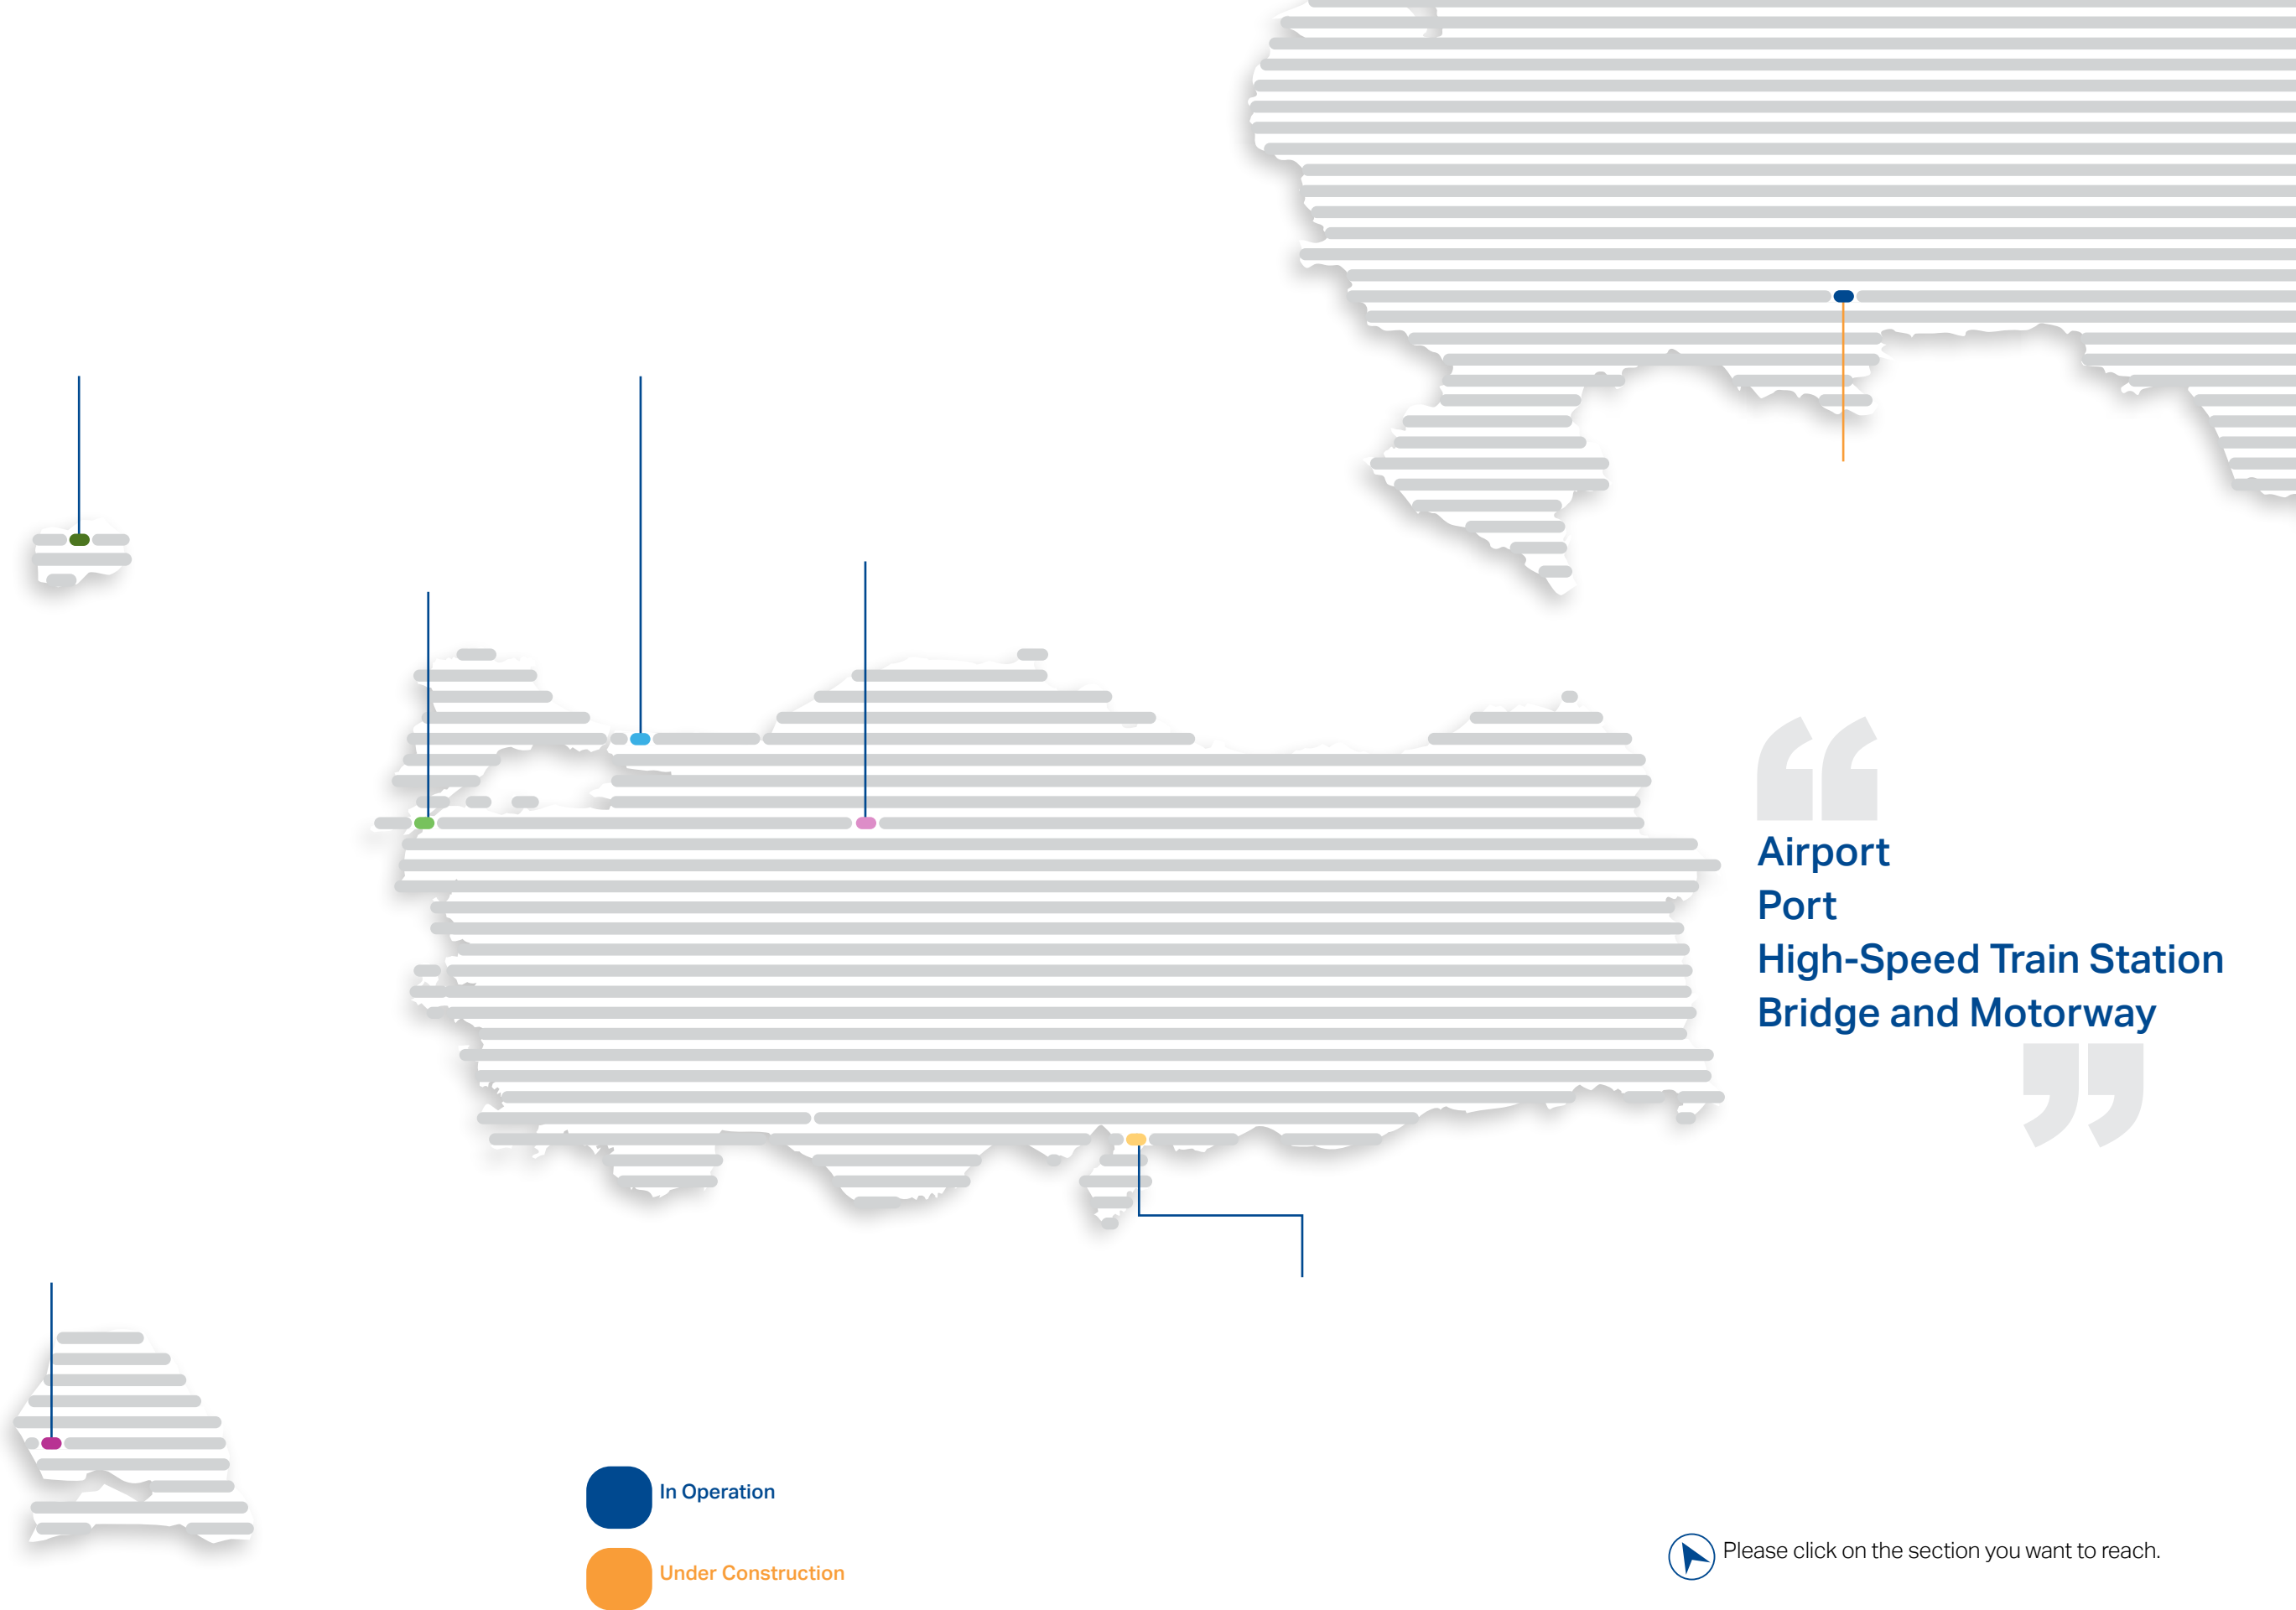 Airport
Port
High-Speed Train Station
Bridge and Motorway
In Operation
Under Construction
Please click on the section you want to reach.